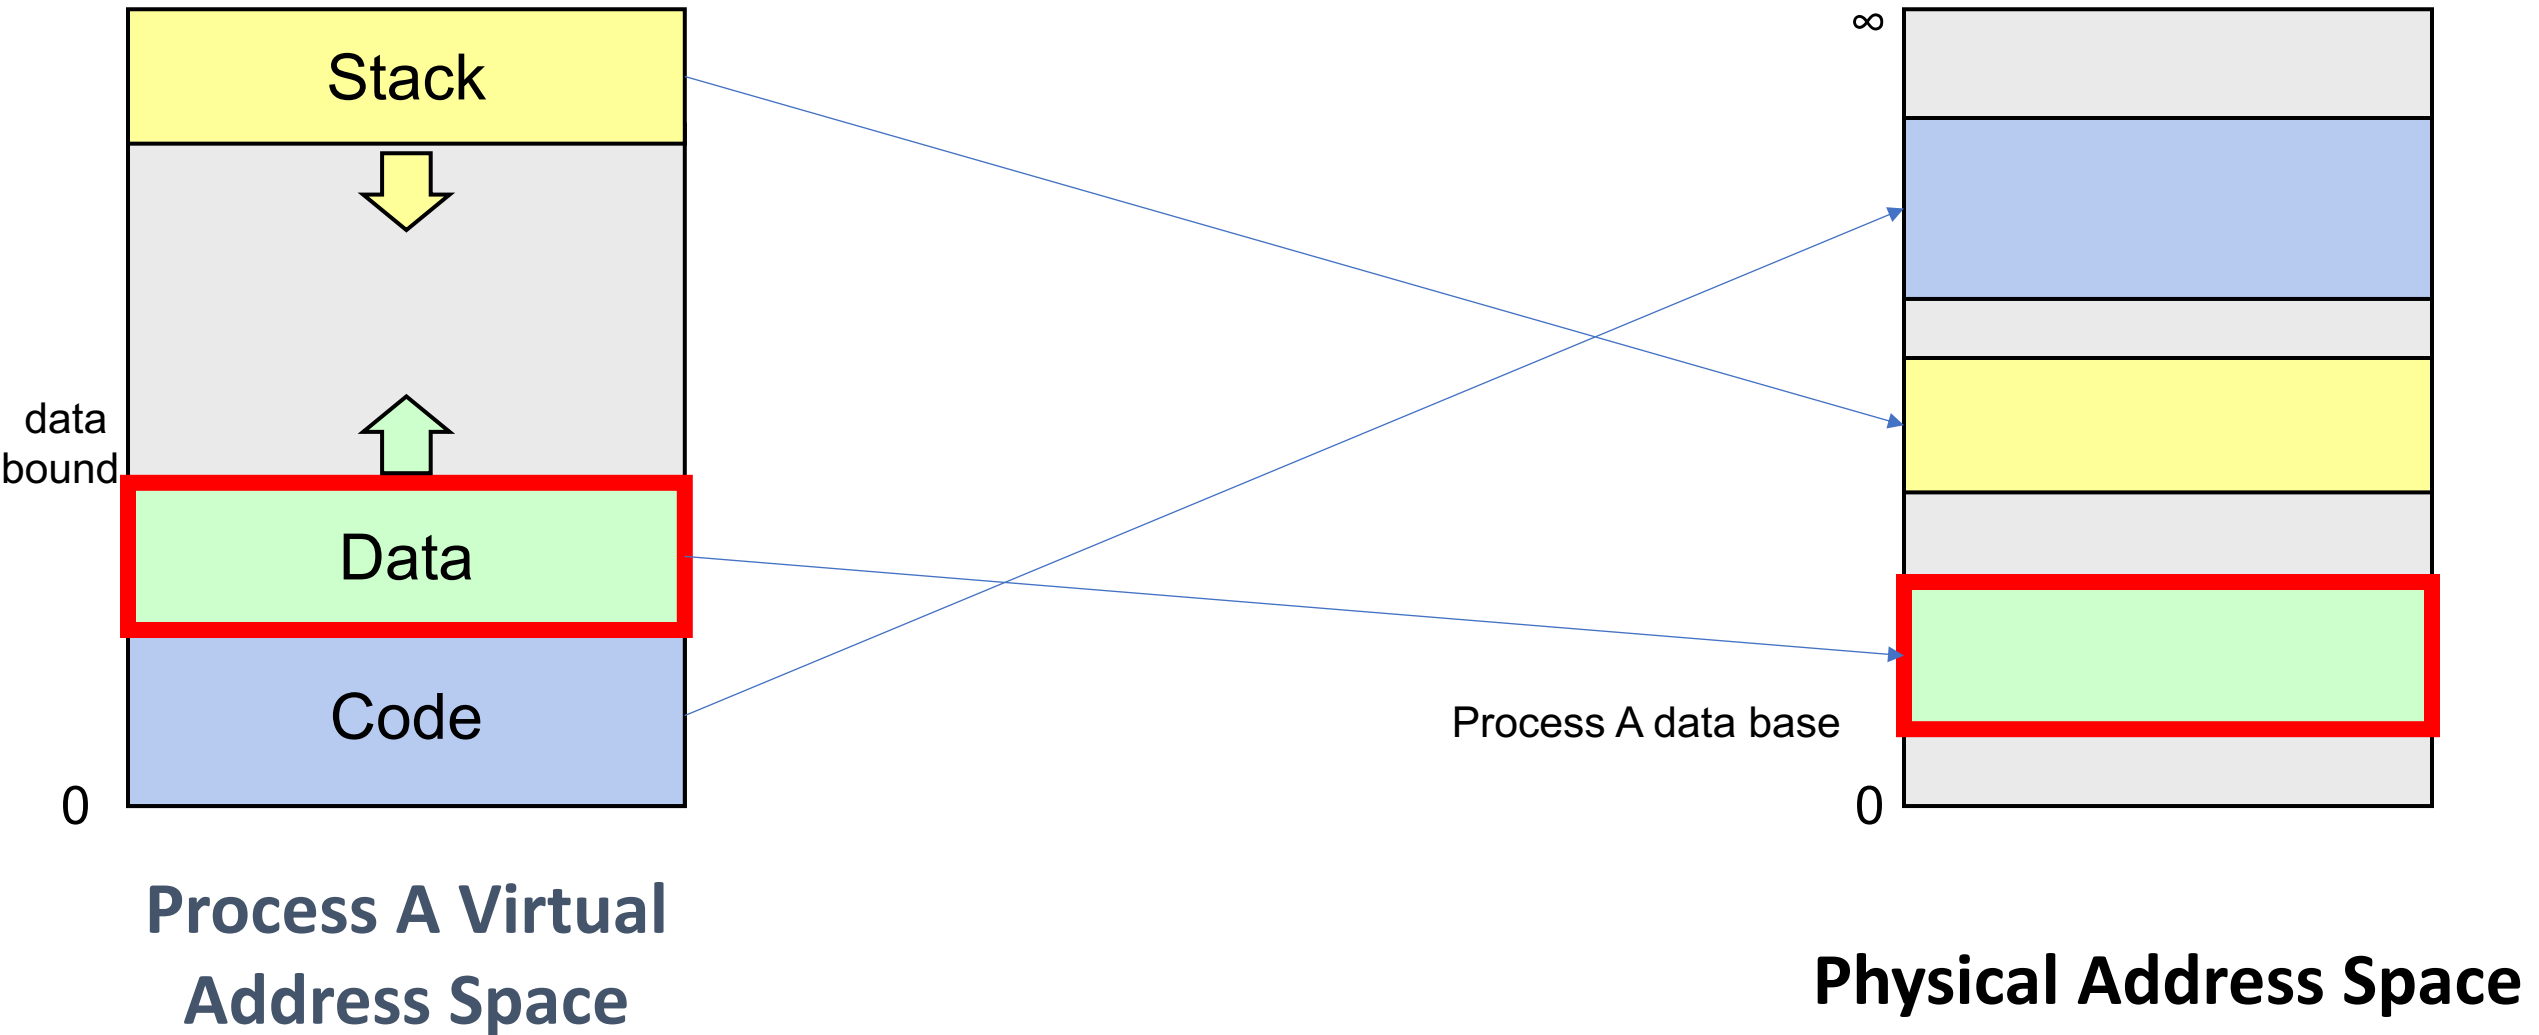 Stack
data
bound
Data
Code
0
Process A Virtual
Address Space
∞
Process A data base
0
Physical Address Space